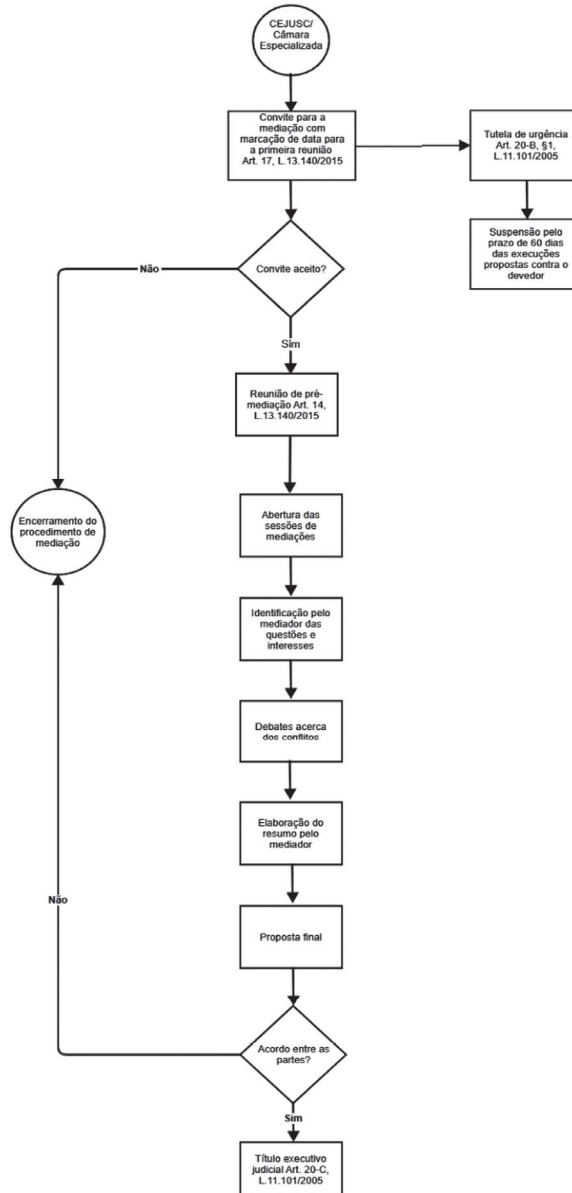 CEJUSC/
Câmara
Especializada
Convite para a
mediação com
marcação de data para
a primeira reunião
Art. 17, L.13.140/2015
Tutela de urgência
Art. 20-B, §1,
L.11.101/2005
Suspensão pelo
prazo de 60 dias
das execuções
propostas contra o
devedor
Convite aceito?
Não
Sim
Reunião de pré-
mediação Art. 14,
L.13.140/2015
Abertura das
sessões de
mediações
Encerramento do
procedimento de
mediação
Identificação pelo
mediador das
questões e
interesses
Debates acerca
dos conflitos
Elaboração do
resumo pelo
mediador
Não
Proposta final
Acordo entre as
partes?
Sim
Título executivo
judicial Art. 20-C,
L.11.101/2005